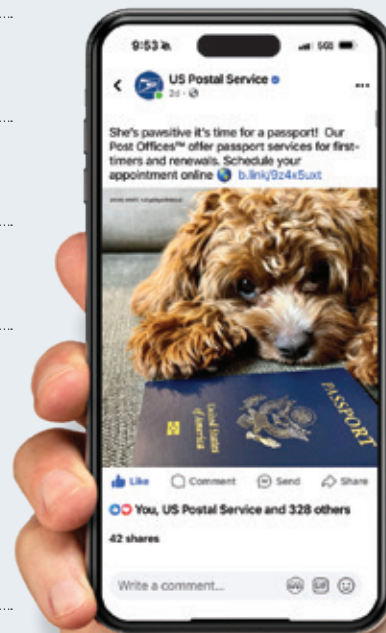 9:53
5GE
US Postal Service
2d ·
She's pawsitive it's time for a passport! Our
Post Offices™ offer passport services for first-
timers and renewals. Schedule your
appointment online 🌎 b.link/9z4x5uxt
PASSPORT
United States
of America
Like Comment Send Share
You, US Postal Service and 328 others
42 shares
Write a comment...
GIF